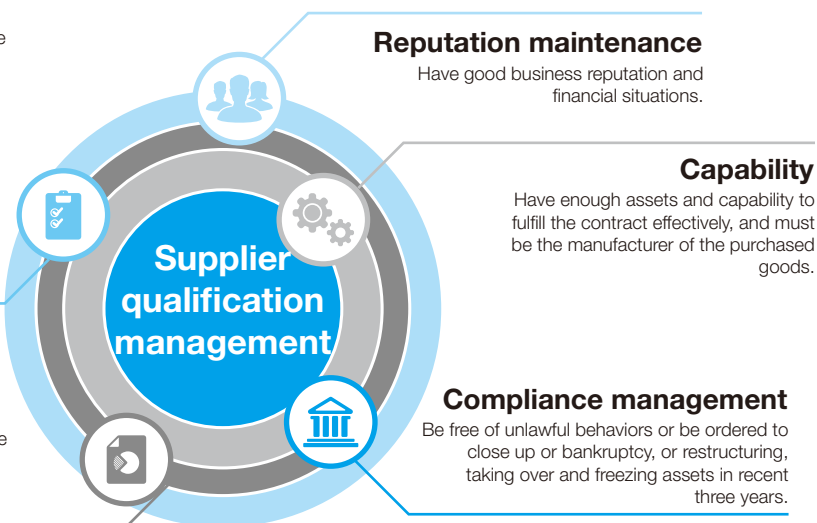 e
Reputation maintenance
Have good business reputation and
financial situations.
Capability
Have enough assets and capability to
fulfill the contract effectively, and must
be the manufacturer of the purchased
goods.
Supplier
qualification
management
Compliance management
Be free of unlawful behaviors or be ordered to
close up or bankruptcy, or restructuring,
taking over and freezing assets in recent
three years.
e